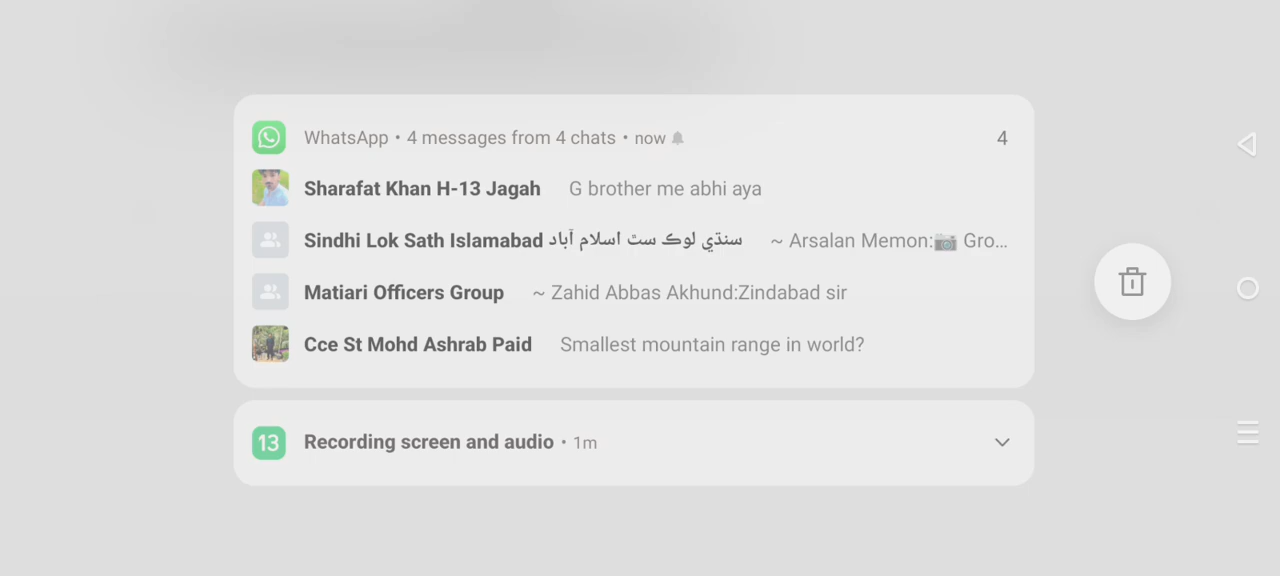 WhatsApp • 4 messages from 4 chats • now 4
Sharafat Khan H-13 Jagah G brother me abhi aya
Sindhi Lok Sath Islamabad سنڌي لوڪ سٿ اسلام آباد ~ Arsalan Memon:📷 Gro...
Matiari Officers Group ~ Zahid Abbas Akhund:Zindabad sir
Cce St Mohd Ashrab Paid Smallest mountain range in world?
13 Recording screen and audio • 1m